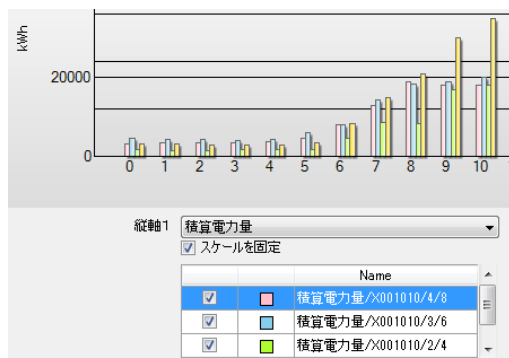 kWh
20000
0
0 1 2 3 4 5 6 7 8 9 10
縦軸1 積算電力量
スケールを固定
Name
積算電力量/X001010/4/8
積算電力量/X001010/3/6
積算電力量/X001010/2/4